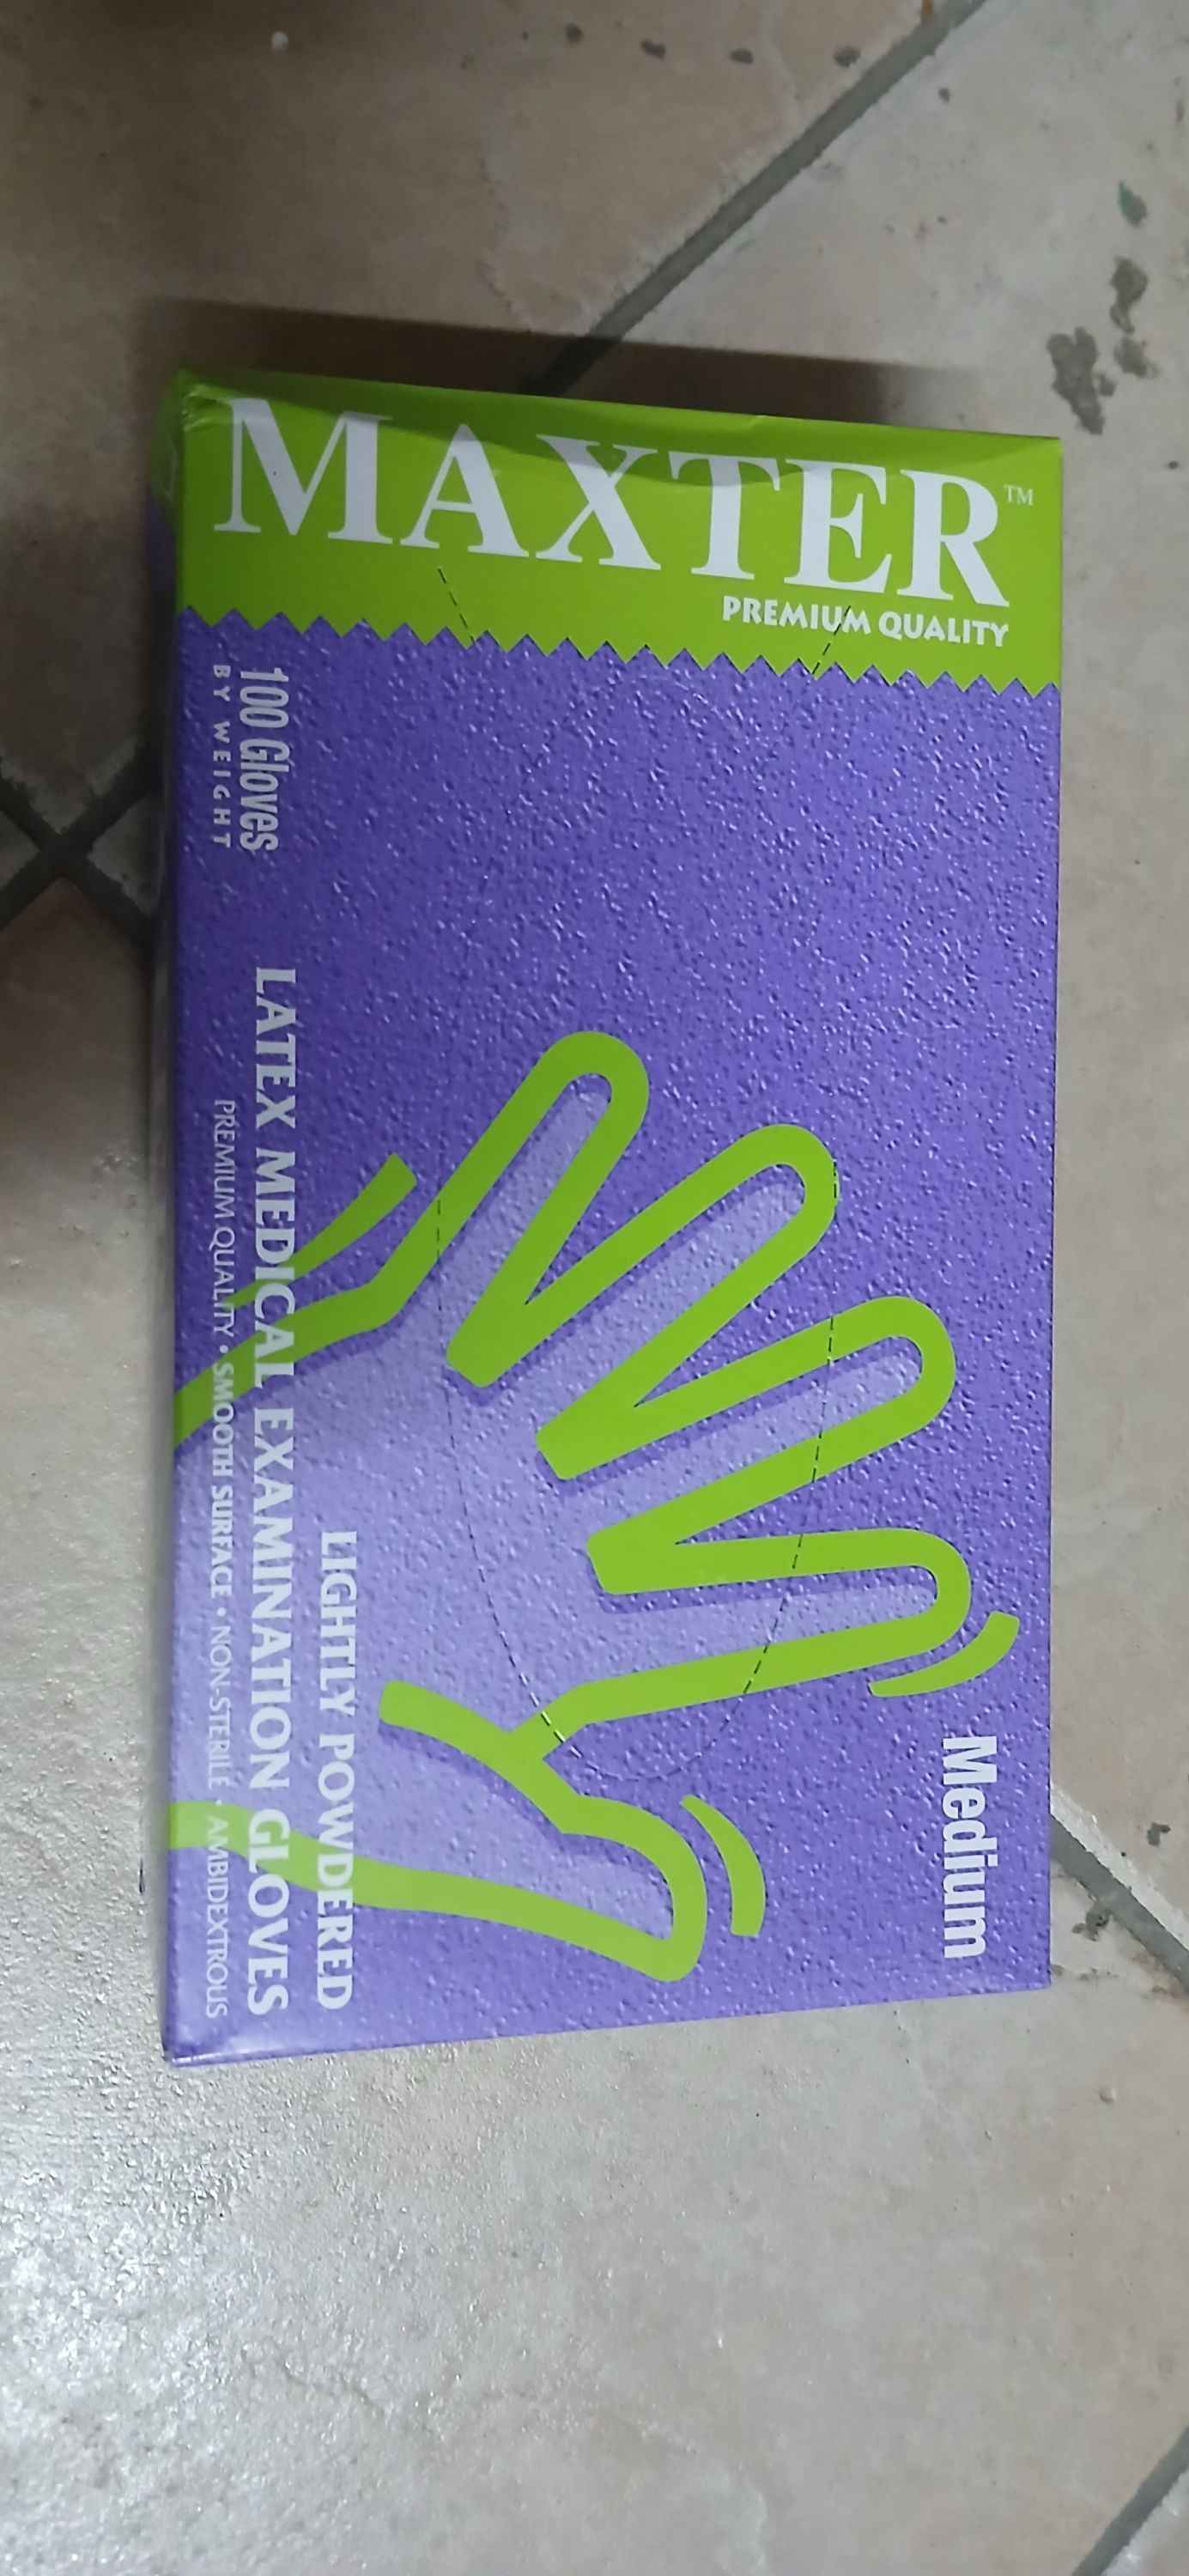 MAXTER™
PREMIUM QUALITY
100 Gloves
BY WEIGHT
Medium
LIGHTLY POWDERED
LATEX MEDICAL EXAMINATION GLOVES
PREMIUM QUALITY • SMOOTH SURFACE • NON-STERILE • AMBIDEXTROUS